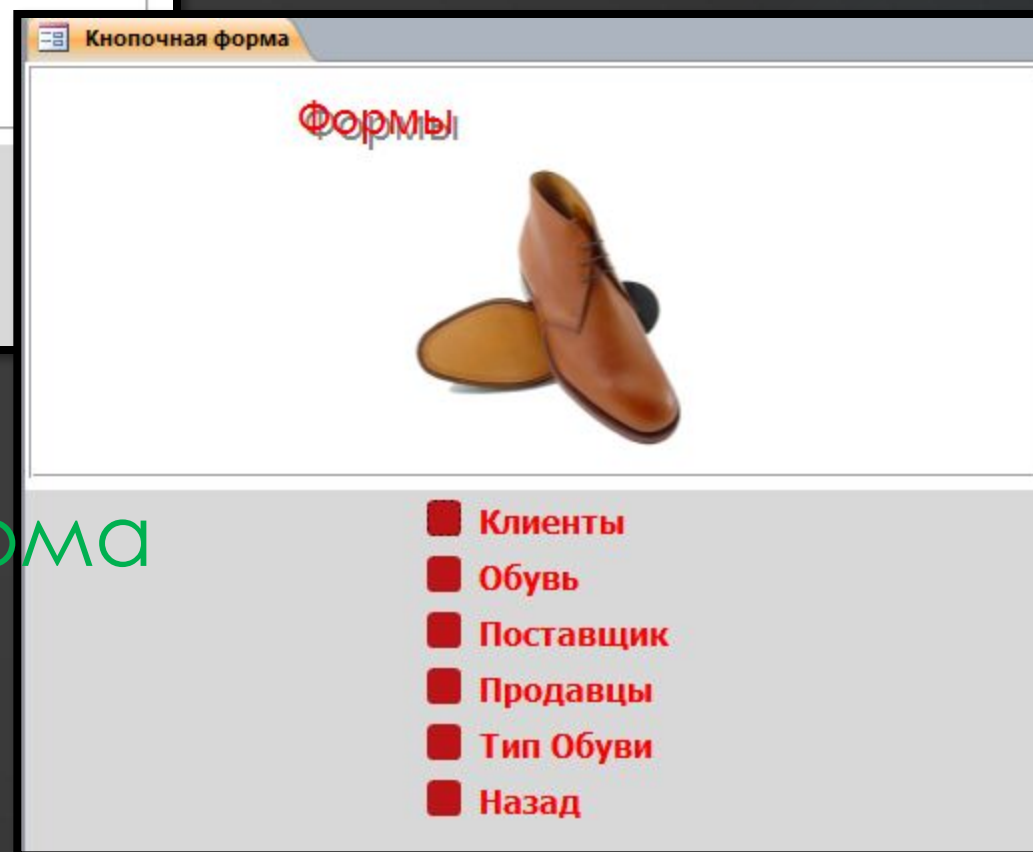 Кнопочная форма
Формы
Клиенты
Обувь
Поставщик
Продавцы
Тип Обуви
Назад